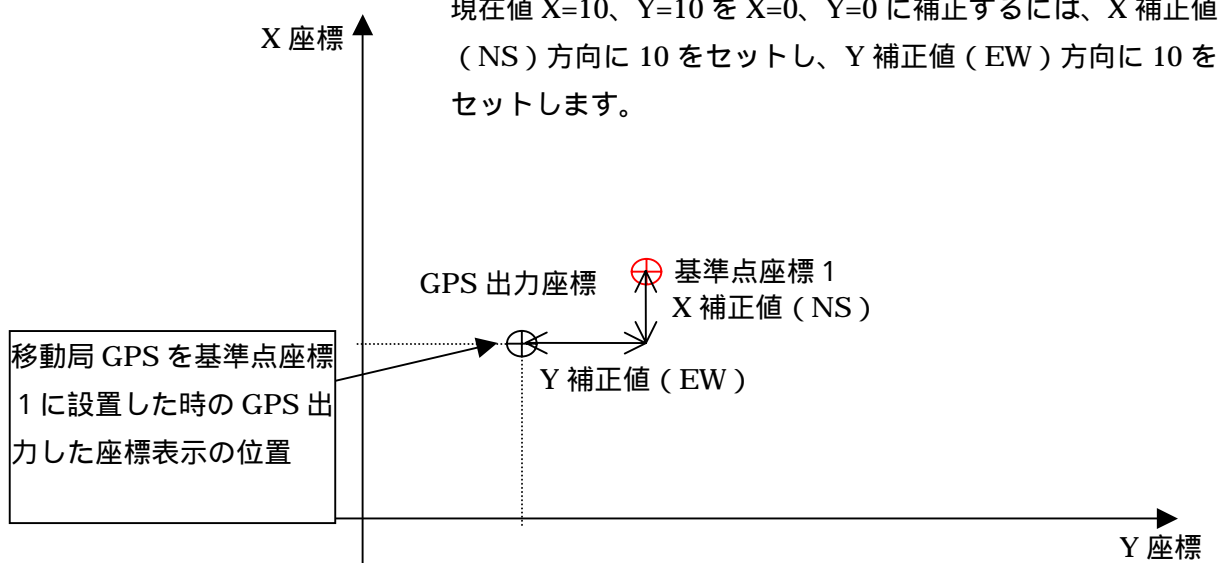 現在値 X=10、Y=10 を X=0、Y=0 に補正するには、X 補正値
（NS）方向に 10 をセットし、Y 補正値（EW）方向に 10 を
セットします。
X 座標
GPS 出力座標
基準点座標 1
X 補正値（NS）
Y 補正値（EW）
移動局 GPS を基準点座標
1 に設置した時の GPS 出
力した座標表示の位置
Y 座標